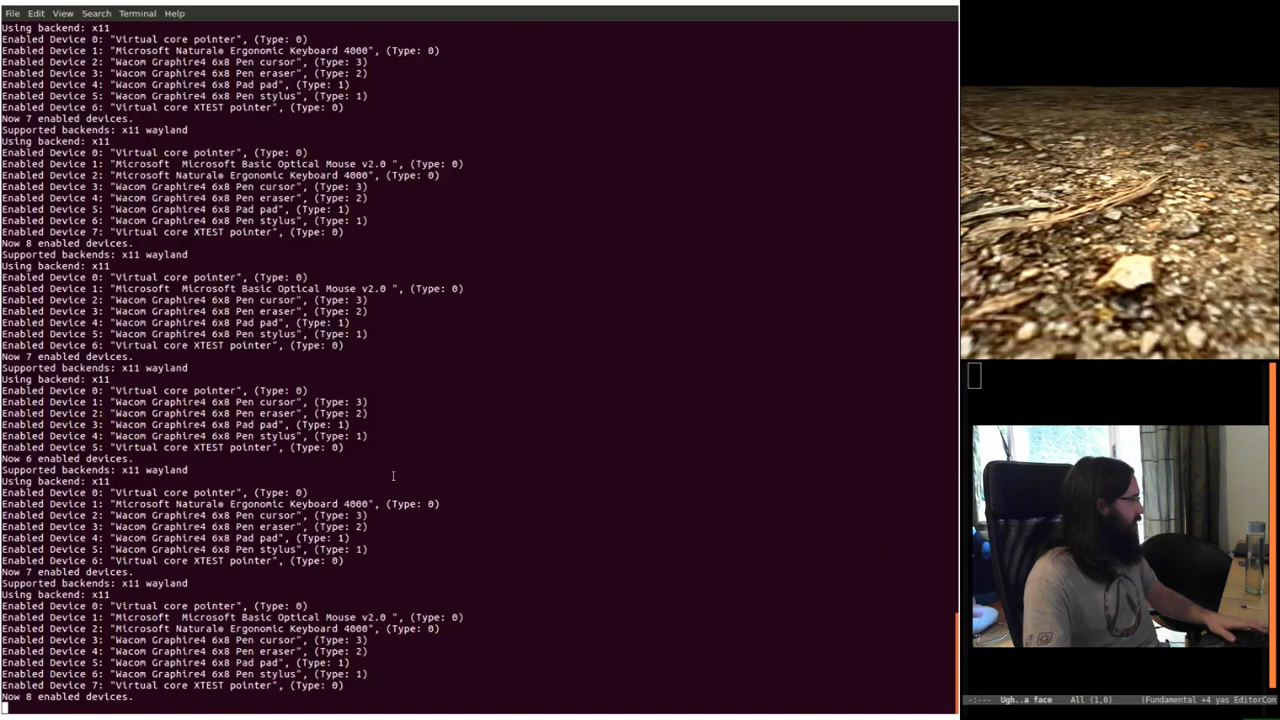 File Edit View Search Terminal Help
Using backend: x11
Enabled Device 0: "Virtual core pointer", (Type: 0)
Enabled Device 1: "Microsoft Natural® Ergonomic Keyboard 4000", (Type: 0)
Enabled Device 2: "Wacom Graphire4 6x8 Pen cursor", (Type: 3)
Enabled Device 3: "Wacom Graphire4 6x8 Pen eraser", (Type: 2)
Enabled Device 4: "Wacom Graphire4 6x8 Pad pad", (Type: 1)
Enabled Device 5: "Wacom Graphire4 6x8 Pen stylus", (Type: 1)
Enabled Device 6: "Virtual core XTEST pointer", (Type: 0)
Now 7 enabled devices.
Supported backends: x11 wayland
Using backend: x11
Enabled Device 0: "Virtual core pointer", (Type: 0)
Enabled Device 1: "Microsoft  Microsoft Basic Optical Mouse v2.0 ", (Type: 0)
Enabled Device 2: "Microsoft Natural® Ergonomic Keyboard 4000", (Type: 0)
Enabled Device 3: "Wacom Graphire4 6x8 Pen cursor", (Type: 3)
Enabled Device 4: "Wacom Graphire4 6x8 Pen eraser", (Type: 2)
Enabled Device 5: "Wacom Graphire4 6x8 Pad pad", (Type: 1)
Enabled Device 6: "Wacom Graphire4 6x8 Pen stylus", (Type: 1)
Enabled Device 7: "Virtual core XTEST pointer", (Type: 0)
Now 8 enabled devices.
Supported backends: x11 wayland
Using backend: x11
Enabled Device 0: "Virtual core pointer", (Type: 0)
Enabled Device 1: "Microsoft  Microsoft Basic Optical Mouse v2.0 ", (Type: 0)
Enabled Device 2: "Wacom Graphire4 6x8 Pen cursor", (Type: 3)
Enabled Device 3: "Wacom Graphire4 6x8 Pen eraser", (Type: 2)
Enabled Device 4: "Wacom Graphire4 6x8 Pad pad", (Type: 1)
Enabled Device 5: "Wacom Graphire4 6x8 Pen stylus", (Type: 1)
Enabled Device 6: "Virtual core XTEST pointer", (Type: 0)
Now 7 enabled devices.
Supported backends: x11 wayland
Using backend: x11
Enabled Device 0: "Virtual core pointer", (Type: 0)
Enabled Device 1: "Wacom Graphire4 6x8 Pen cursor", (Type: 3)
Enabled Device 2: "Wacom Graphire4 6x8 Pen eraser", (Type: 2)
Enabled Device 3: "Wacom Graphire4 6x8 Pad pad", (Type: 1)
Enabled Device 4: "Wacom Graphire4 6x8 Pen stylus", (Type: 1)
Enabled Device 5: "Virtual core XTEST pointer", (Type: 0)
Now 6 enabled devices.
Supported backends: x11 wayland
Using backend: x11
Enabled Device 0: "Virtual core pointer", (Type: 0)
Enabled Device 1: "Microsoft Natural® Ergonomic Keyboard 4000", (Type: 0)
Enabled Device 2: "Wacom Graphire4 6x8 Pen cursor", (Type: 3)
Enabled Device 3: "Wacom Graphire4 6x8 Pen eraser", (Type: 2)
Enabled Device 4: "Wacom Graphire4 6x8 Pad pad", (Type: 1)
Enabled Device 5: "Wacom Graphire4 6x8 Pen stylus", (Type: 1)
Enabled Device 6: "Virtual core XTEST pointer", (Type: 0)
Now 7 enabled devices.
Supported backends: x11 wayland
Using backend: x11
Enabled Device 0: "Virtual core pointer", (Type: 0)
Enabled Device 1: "Microsoft  Microsoft Basic Optical Mouse v2.0 ", (Type: 0)
Enabled Device 2: "Microsoft Natural® Ergonomic Keyboard 4000", (Type: 0)
Enabled Device 3: "Wacom Graphire4 6x8 Pen cursor", (Type: 3)
Enabled Device 4: "Wacom Graphire4 6x8 Pen eraser", (Type: 2)
Enabled Device 5: "Wacom Graphire4 6x8 Pad pad", (Type: 1)
Enabled Device 6: "Wacom Graphire4 6x8 Pen stylus", (Type: 1)
Enabled Device 7: "Virtual core XTEST pointer", (Type: 0)
Now 8 enabled devices.
-:--- Ugh..a face All (1,0) (Fundamental +4 yas EditorCon